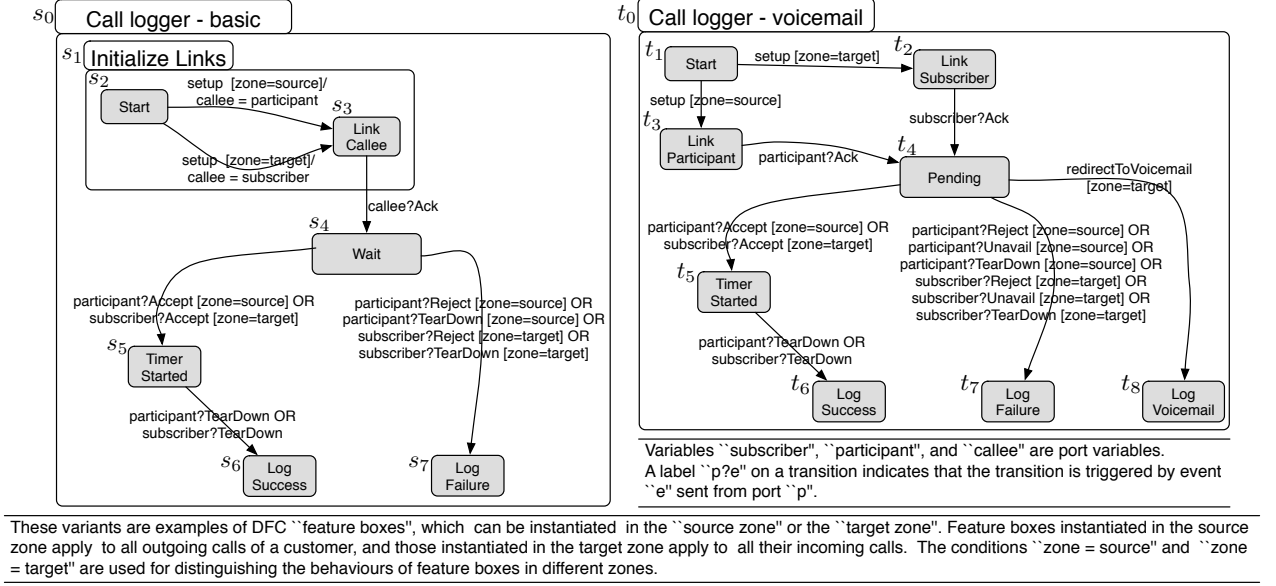 s0 Call logger - basic
s1 Initialize Links
s2
Start
setup [zone=source]/
callee = participant
s3
Link
Callee
setup [zone=target]/
callee = subscriber
callee?Ack
s4
Wait
participant?Accept [zone=source] OR
subscriber?Accept [zone=target]
participant?Reject [zone=source] OR
participant?TearDown [zone=source] OR
subscriber?Reject [zone=target] OR
subscriber?TearDown [zone=target]
s5
Timer
Started
participant?TearDown OR
subscriber?TearDown
s6
Log
Success
s7
Log
Failure
t0 Call logger - voicemail
t1
Start
setup [zone=target]
t2
Link
Subscriber
setup [zone=source]
t3
Link
Participant
subscriber?Ack
participant?Ack
t4
Pending
redirectToVoicemail
[zone=target]
participant?Accept [zone=source] OR
subscriber?Accept [zone=target]
participant?Reject [zone=source] OR
participant?Unavail [zone=source] OR
participant?TearDown [zone=source] OR
subscriber?Reject [zone=target] OR
subscriber?Unavail [zone=target] OR
subscriber?TearDown [zone=target]
t5
Timer
Started
participant?TearDown OR
subscriber?TearDown
t6
Log
Success
t7
Log
Failure
t8
Log
Voicemail
Variables ``subscriber'', ``participant'', and ``callee'' are port variables.
A label ``p?e'' on a transition indicates that the transition is triggered by event
``e'' sent from port ``p''.
These variants are examples of DFC ``feature boxes'', which can be instantiated in the ``source zone'' or the ``target zone''. Feature boxes instantiated in the source
zone apply to all outgoing calls of a customer, and those instantiated in the target zone apply to all their incoming calls. The conditions ``zone = source'' and ``zone
= target'' are used for distinguishing the behaviours of feature boxes in different zones.